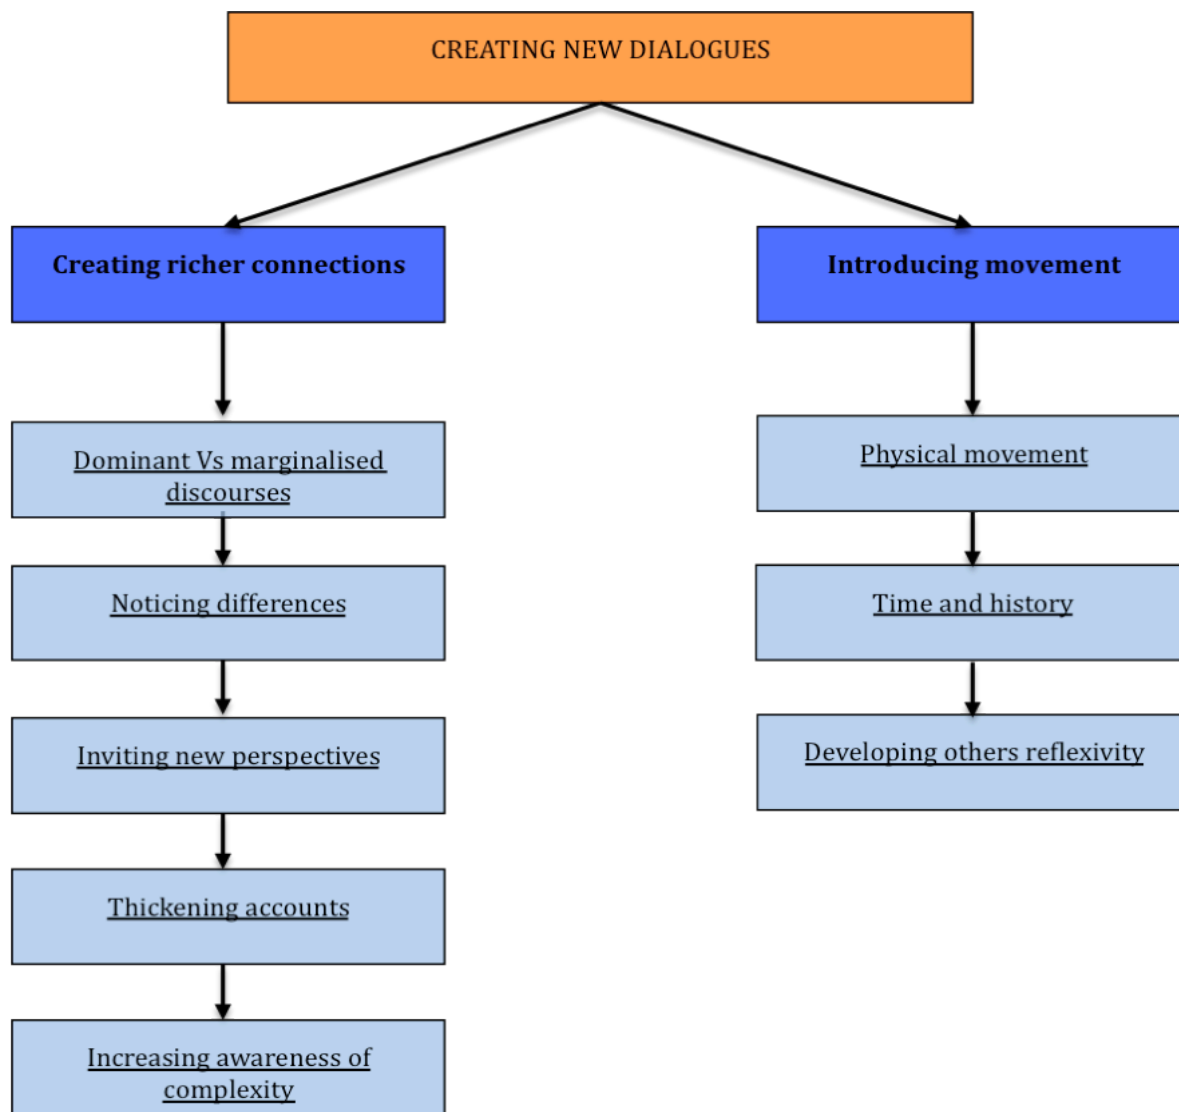 CREATING NEW DIALOGUES
Creating richer connections
Dominant Vs marginalised
discourses
Noticing differences
Inviting new perspectives
Thickening accounts
Increasing awareness of
complexity
Introducing movement
Physical movement
Time and history
Developing others reflexivity